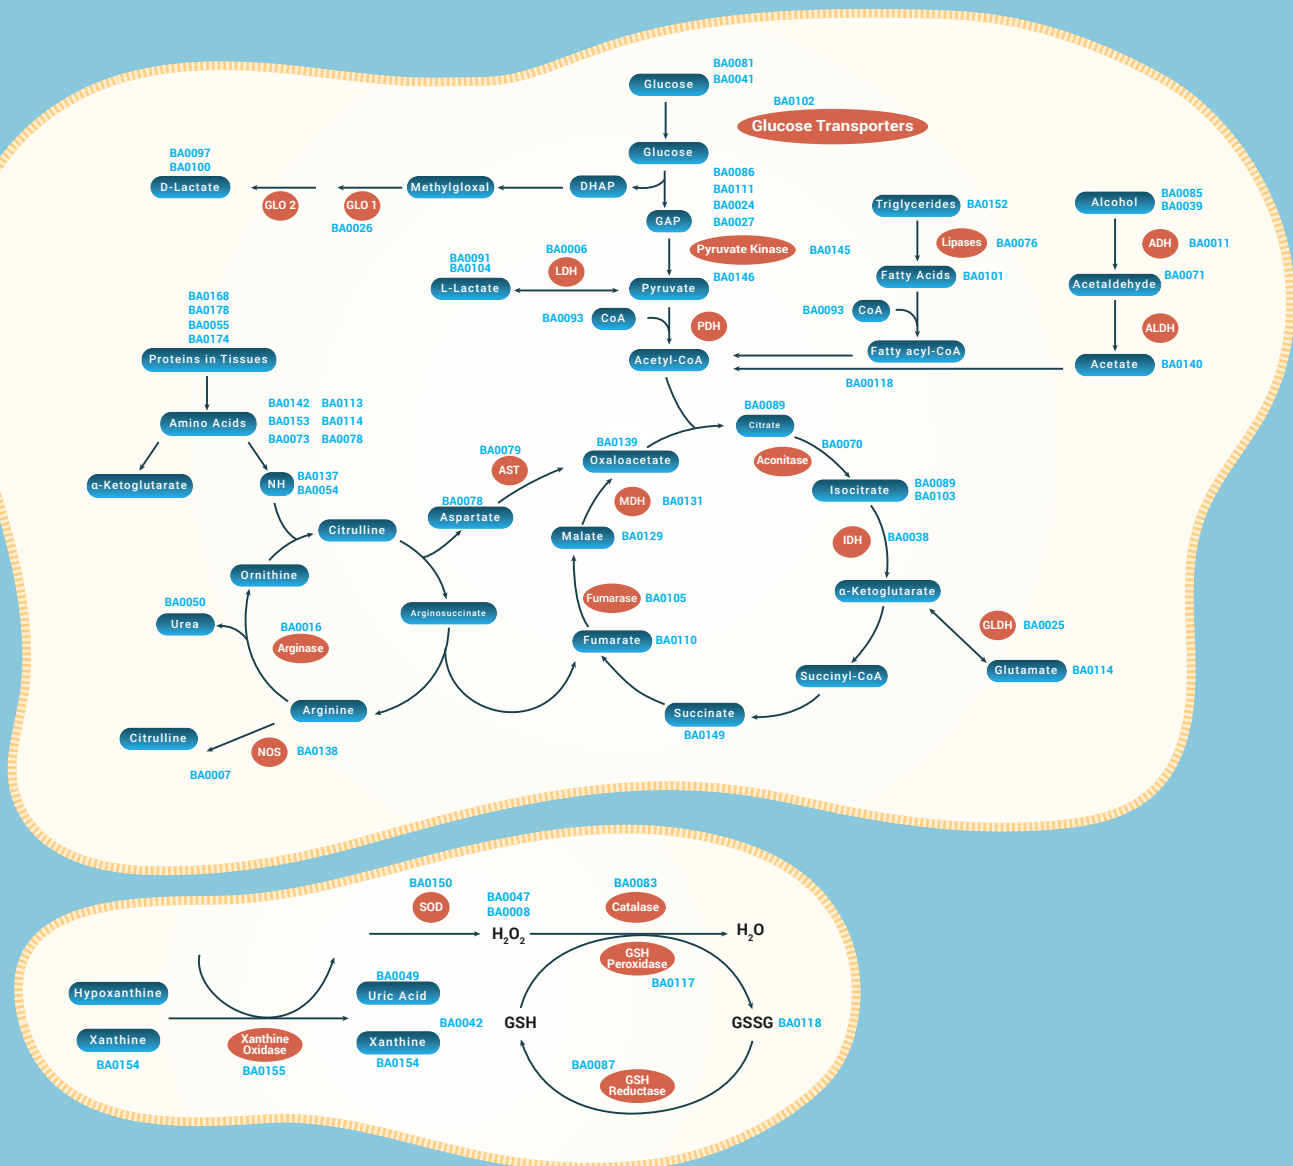 BA0081
Glucose
BA0041
BA0102
Glucose Transporters
Glucose
BA0097
BA0100
D-Lactate
GLO 2
GLO 1
BA0026
Methylgloxal
DHAP
BA0086
BA0111
BA0024
BA0027
GAP
Pyruvate Kinase
BA0145
Triglycerides
BA0152
Lipases
BA0076
Fatty Acids
BA0101
BA0093
CoA
Fatty acyl-CoA
Alcohol
BA0085
BA0039
ADH
BA0011
BA0071
Acetaldehyde
ALDH
Acetate
BA0140
BA00118
BA0006
LDH
BA0091
BA0104
L-Lactate
Pyruvate
BA0146
BA0093
CoA
PDH
Acetyl-CoA
BA0168
BA0178
BA0055
BA0174
Proteins in Tissues
Amino Acids
BA0142 BA0113
BA0153 BA0114
BA0073 BA0078
α-Ketoglutarate
NH
BA0137
BA0054
Citrulline
Ornithine
BA0050
Urea
BA0016
Arginase
Arginine
Citrulline
NOS
BA0138
BA0007
BA0079
AST
BA0078
Aspartate
Arginosuccinate
BA0139
Oxaloacetate
MDH
BA0131
Malate
BA0129
Fumarase
BA0105
Fumarate
BA0110
BA0089
Citrate
BA0070
Aconitase
Isocitrate
BA0089
BA0103
IDH
BA0038
α-Ketoglutarate
GLDH
BA0025
Glutamate
BA0114
Succinyl-CoA
Succinate
BA0149
BA0150
SOD
BA0047
BA0008
H2O2
BA0083
Catalase
H2O
GSH
Peroxidase
BA0117
Hypoxanthine
Xanthine
BA0154
Xanthine
Oxidase
BA0155
BA0049
Uric Acid
Xanthine
BA0154
BA0042
GSH
GSSG
BA0118
BA0087
GSH
Reductase